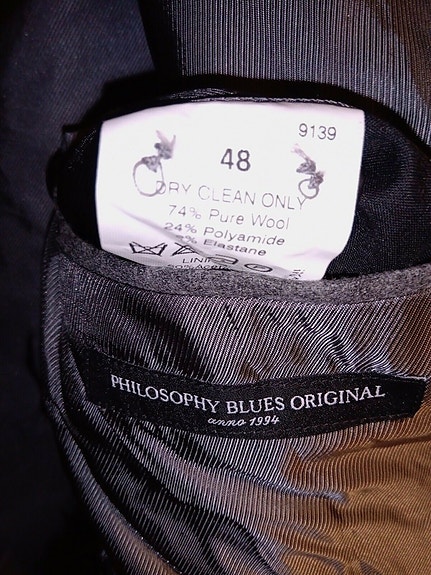 9139
48
DRY CLEAN ONLY
74% Pure Wool
24% Polyamide
Elastane
PHILOSOPHY BLUES ORIGINAL
anno 1994